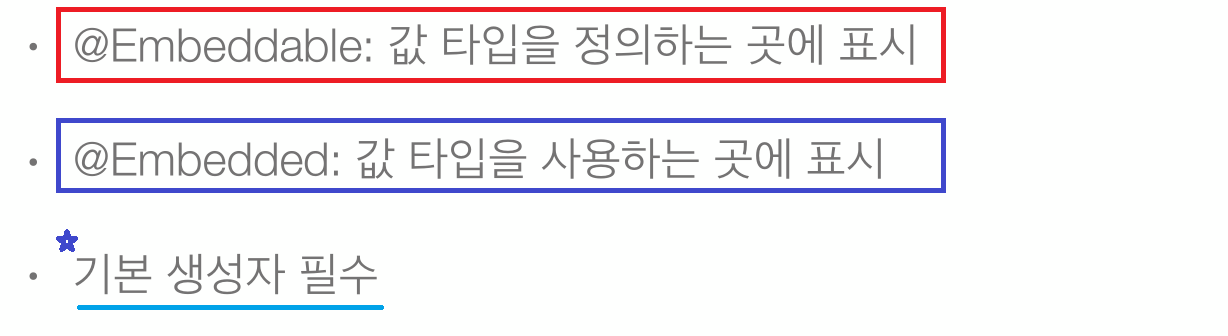 • @Embeddable: 값 타입을 정의하는 곳에 표시
• @Embedded: 값 타입을 사용하는 곳에 표시
• 기본 생성자 필수